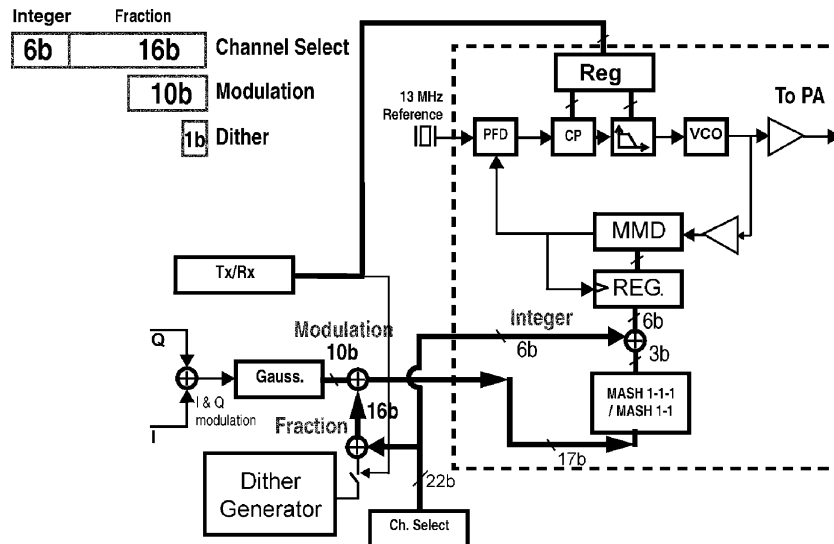 Integer Fraction
6b 16b Channel Select
10b Modulation
1b Dither
Reg
13 MHz
Reference
To PA
PFD
CP
VCO
MMD
REG.
Tx/Rx
Integer
6b
6b
3b
Modulation
10b
Q
Gauss.
I & Q
modulation
I
16b
Fraction
MASH 1-1-1
/ MASH 1-1
17b
Dither
Generator
22b
Ch. Select